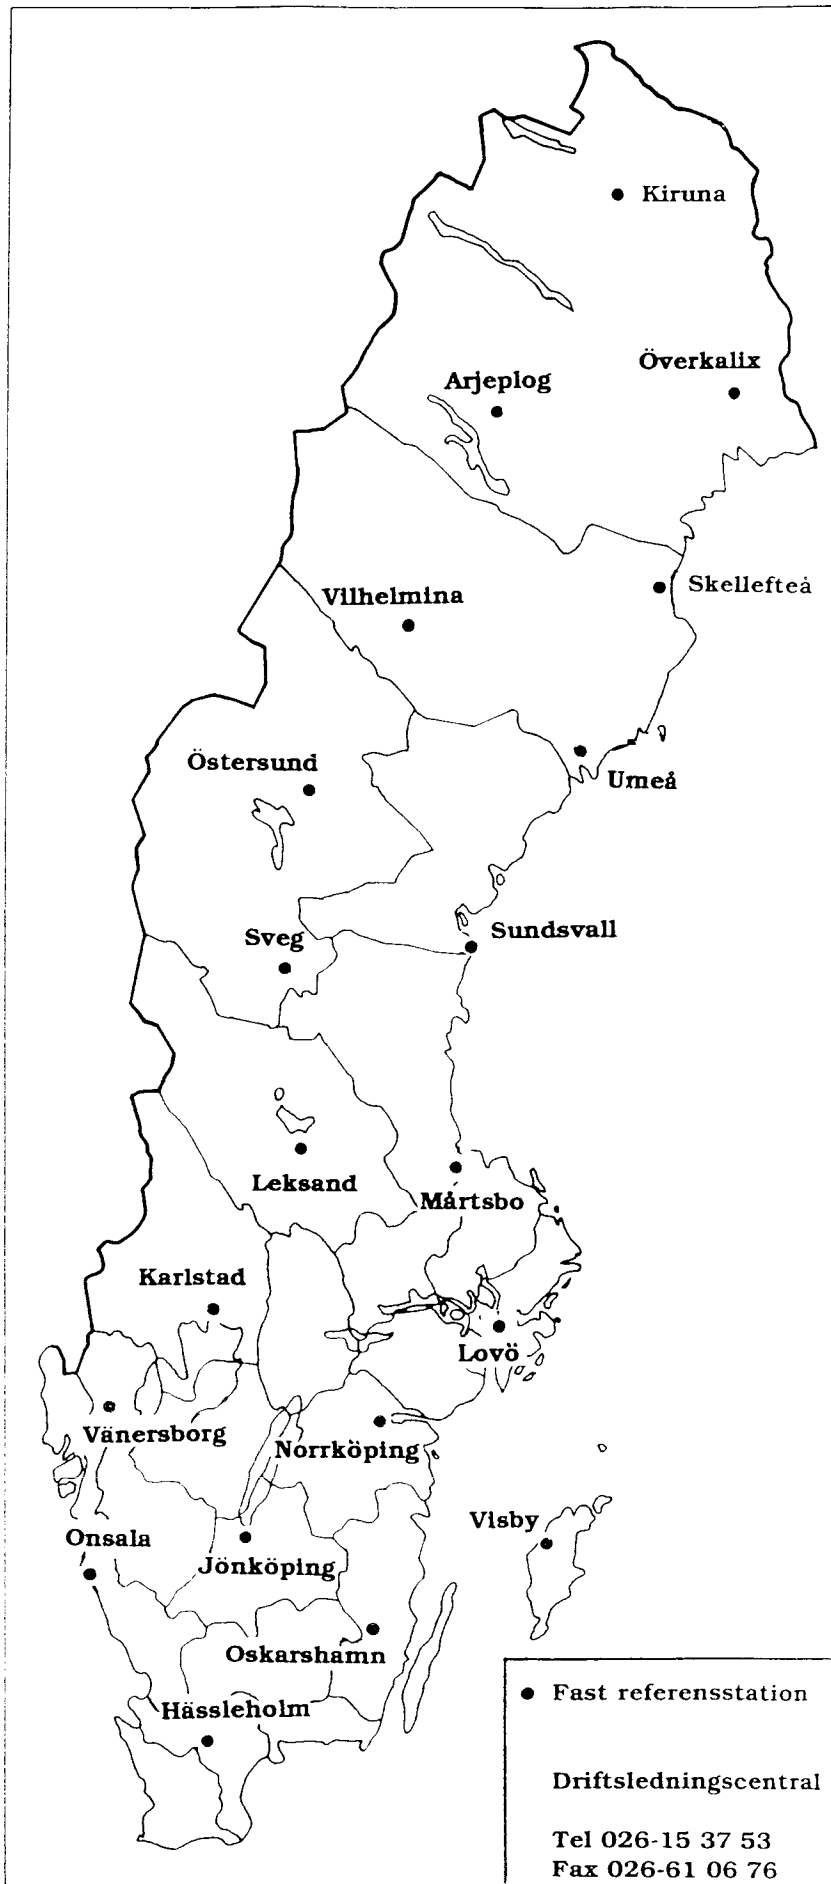 Kiruna
Överkalix
Arjeplog
Skellefteå
Vilhelmina
Östersund
Umeå
Sundsvall
Sveg
Leksand
Mårtsbo
Karlstad
Lovö
Vänersborg
Norrköping
Visby
Onsala
Jönköping
Oskarshamn
Hässleholm
Fast referensstation
Driftsledningscentral
Tel 026-15 37 53
Fax 026-61 06 76